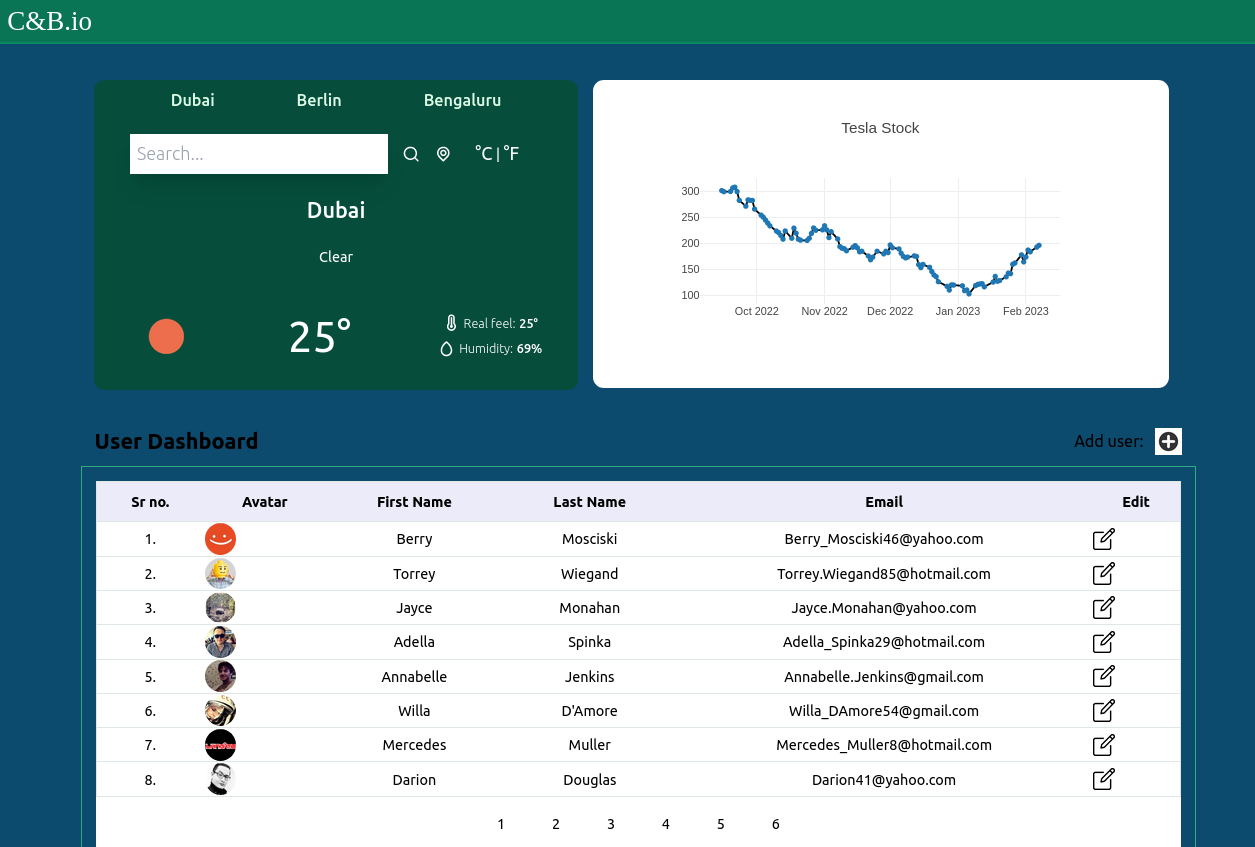 C&B.io
Dubai Berlin Bengaluru
Search...
°C | °F
Dubai
Clear
25°
Real feel: 25°
Humidity: 69%
Tesla Stock
300
250
200
150
100
Oct 2022 Nov 2022 Dec 2022 Jan 2023 Feb 2023
User Dashboard
Add user:
Sr no. Avatar First Name Last Name Email Edit
1. Berry Mosciski Berry_Mosciski46@yahoo.com
2. Torrey Wiegand Torrey.Wiegand85@hotmail.com
3. Jayce Monahan Jayce.Monahan@yahoo.com
4. Adella Spinka Adella_Spinka29@hotmail.com
5. Annabelle Jenkins Annabelle.Jenkins@gmail.com
6. Willa D'Amore Willa_DAmore54@gmail.com
7. Mercedes Muller Mercedes_Muller8@hotmail.com
8. Darion Douglas Darion41@yahoo.com
1 2 3 4 5 6